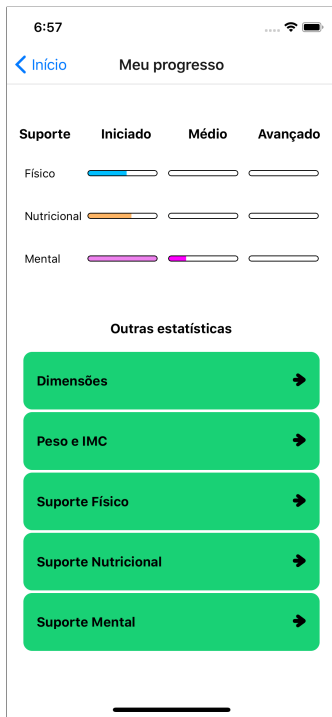 6:57
Início
Meu progresso
Suporte Iniciado Médio Avançado
Físico
Nutricional
Mental
Outras estatísticas
Dimensões
Peso e IMC
Suporte Físico
Suporte Nutricional
Suporte Mental